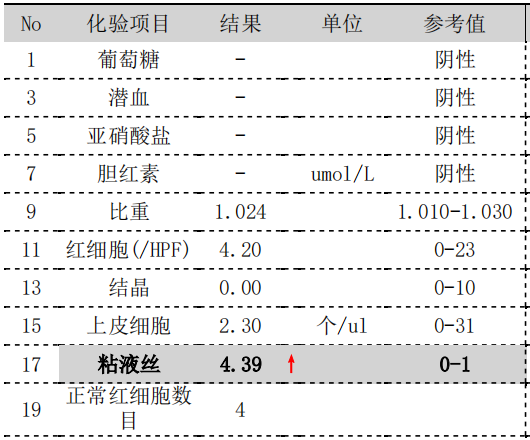 No 化验项目 结果 单位 参考值
1 葡萄糖 - 阴性
3 潜血 - 阴性
5 亚硝酸盐 - 阴性
7 胆红素 - umol/L 阴性
9 比重 1.024 1.010-1.030
11 红细胞(/HPF) 4.20 0-23
13 结晶 0.00 0-10
15 上皮细胞 2.30 个/ul 0-31
17 粘液丝 4.39 ↑ 0-1
19 正常红细胞数 4
目